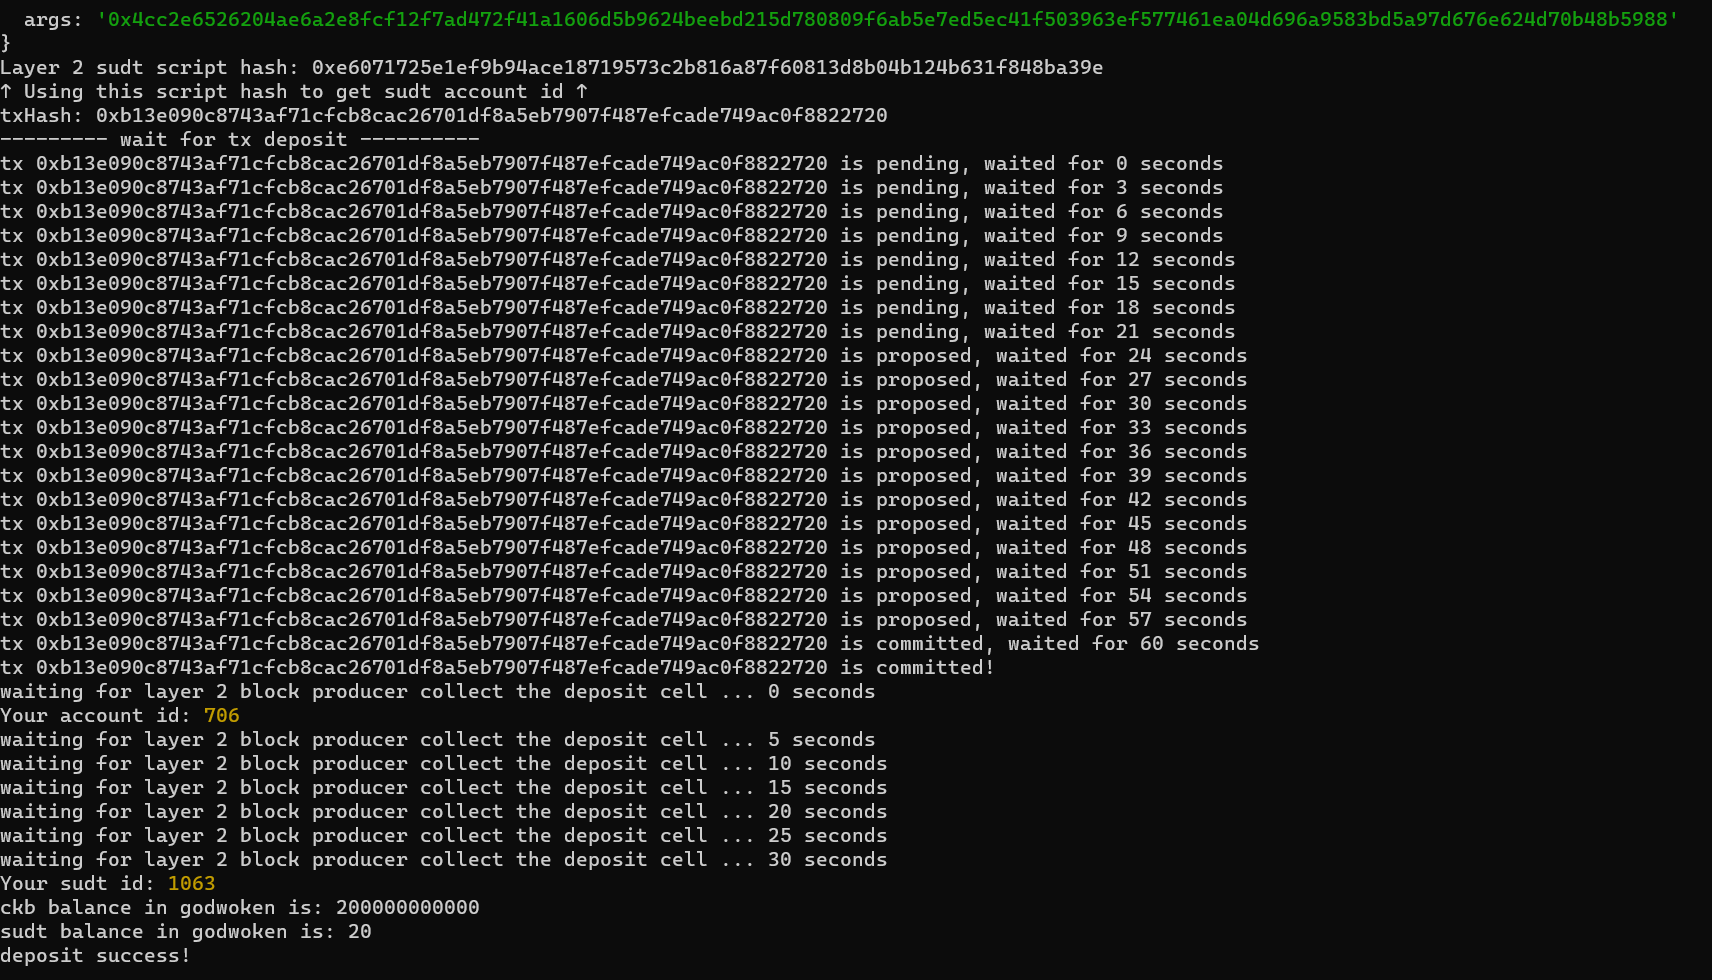 args: '0x4cc2e6526204ae6a2e8fcf12f7ad472f41a1606d5b9624beebd215d780809f6ab5e7ed5ec41f503963ef577461ea04d696a9583bd5a97d676e624d70b48b5988'
}
Layer 2 sudt script hash: 0xe6071725e1ef9b94ace18719573c2b816a87f60813d8b04b124b631f848ba39e
↑ Using this script hash to get sudt account id ↑
txHash: 0xb13e090c8743af71cfcb8cac26701df8a5eb7907f487efcade749ac0f8822720
--------- wait for tx deposit ----------
tx 0xb13e090c8743af71cfcb8cac26701df8a5eb7907f487efcade749ac0f8822720 is pending, waited for 0 seconds
tx 0xb13e090c8743af71cfcb8cac26701df8a5eb7907f487efcade749ac0f8822720 is pending, waited for 3 seconds
tx 0xb13e090c8743af71cfcb8cac26701df8a5eb7907f487efcade749ac0f8822720 is pending, waited for 6 seconds
tx 0xb13e090c8743af71cfcb8cac26701df8a5eb7907f487efcade749ac0f8822720 is pending, waited for 9 seconds
tx 0xb13e090c8743af71cfcb8cac26701df8a5eb7907f487efcade749ac0f8822720 is pending, waited for 12 seconds
tx 0xb13e090c8743af71cfcb8cac26701df8a5eb7907f487efcade749ac0f8822720 is pending, waited for 15 seconds
tx 0xb13e090c8743af71cfcb8cac26701df8a5eb7907f487efcade749ac0f8822720 is pending, waited for 18 seconds
tx 0xb13e090c8743af71cfcb8cac26701df8a5eb7907f487efcade749ac0f8822720 is pending, waited for 21 seconds
tx 0xb13e090c8743af71cfcb8cac26701df8a5eb7907f487efcade749ac0f8822720 is proposed, waited for 24 seconds
tx 0xb13e090c8743af71cfcb8cac26701df8a5eb7907f487efcade749ac0f8822720 is proposed, waited for 27 seconds
tx 0xb13e090c8743af71cfcb8cac26701df8a5eb7907f487efcade749ac0f8822720 is proposed, waited for 30 seconds
tx 0xb13e090c8743af71cfcb8cac26701df8a5eb7907f487efcade749ac0f8822720 is proposed, waited for 33 seconds
tx 0xb13e090c8743af71cfcb8cac26701df8a5eb7907f487efcade749ac0f8822720 is proposed, waited for 36 seconds
tx 0xb13e090c8743af71cfcb8cac26701df8a5eb7907f487efcade749ac0f8822720 is proposed, waited for 39 seconds
tx 0xb13e090c8743af71cfcb8cac26701df8a5eb7907f487efcade749ac0f8822720 is proposed, waited for 42 seconds
tx 0xb13e090c8743af71cfcb8cac26701df8a5eb7907f487efcade749ac0f8822720 is proposed, waited for 45 seconds
tx 0xb13e090c8743af71cfcb8cac26701df8a5eb7907f487efcade749ac0f8822720 is proposed, waited for 48 seconds
tx 0xb13e090c8743af71cfcb8cac26701df8a5eb7907f487efcade749ac0f8822720 is proposed, waited for 51 seconds
tx 0xb13e090c8743af71cfcb8cac26701df8a5eb7907f487efcade749ac0f8822720 is proposed, waited for 54 seconds
tx 0xb13e090c8743af71cfcb8cac26701df8a5eb7907f487efcade749ac0f8822720 is proposed, waited for 57 seconds
tx 0xb13e090c8743af71cfcb8cac26701df8a5eb7907f487efcade749ac0f8822720 is committed, waited for 60 seconds
tx 0xb13e090c8743af71cfcb8cac26701df8a5eb7907f487efcade749ac0f8822720 is committed!
waiting for layer 2 block producer collect the deposit cell ... 0 seconds
Your account id: 706
waiting for layer 2 block producer collect the deposit cell ... 5 seconds
waiting for layer 2 block producer collect the deposit cell ... 10 seconds
waiting for layer 2 block producer collect the deposit cell ... 15 seconds
waiting for layer 2 block producer collect the deposit cell ... 20 seconds
waiting for layer 2 block producer collect the deposit cell ... 25 seconds
waiting for layer 2 block producer collect the deposit cell ... 30 seconds
Your sudt id: 1063
ckb balance in godwoken is: 200000000000
sudt balance in godwoken is: 20
deposit success!